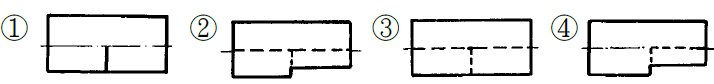 ① ② ③ ④